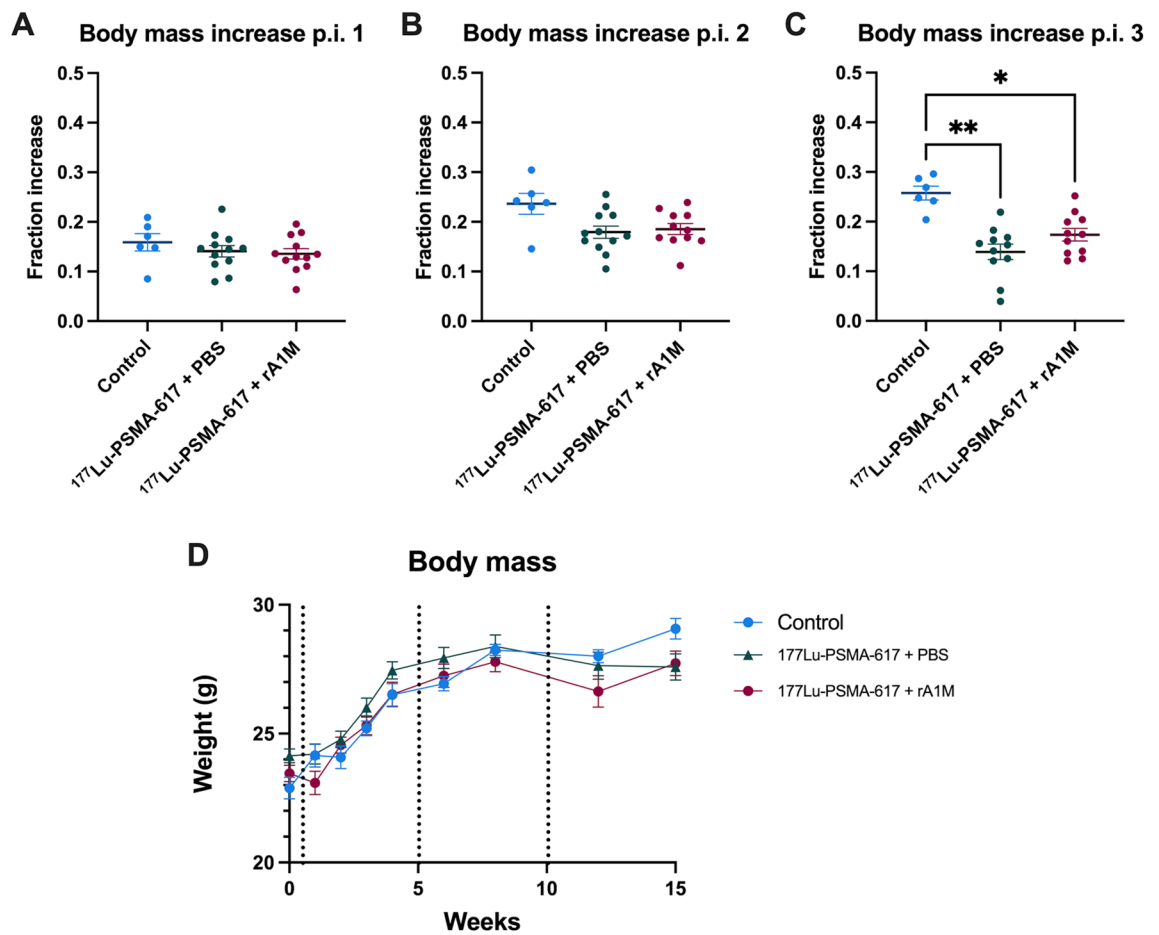 A
Body mass increase p.i. 1
Fraction increase
0.5
0.4
0.3
0.2
0.1
0.0
Control
¹⁷⁷Lu-PSMA-617 + PBS
¹⁷⁷Lu-PSMA-617 + rA1M
B
Body mass increase p.i. 2
Fraction increase
0.5
0.4
0.3
0.2
0.1
0.0
Control
¹⁷⁷Lu-PSMA-617 + PBS
¹⁷⁷Lu-PSMA-617 + rA1M
C
Body mass increase p.i. 3
Fraction increase
0.5
0.4
0.3
0.2
0.1
0.0
*
**
Control
¹⁷⁷Lu-PSMA-617 + PBS
¹⁷⁷Lu-PSMA-617 + rA1M
D
Body mass
Weight (g)
30
25
20
0
5
10
15
Weeks
Control
177Lu-PSMA-617 + PBS
177Lu-PSMA-617 + rA1M